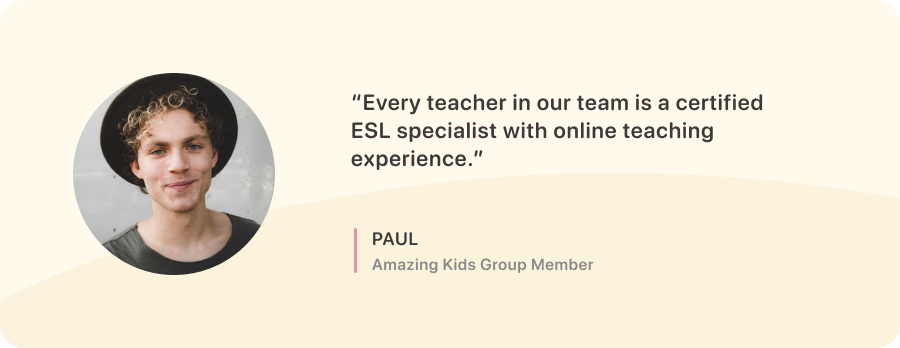 "Every teacher in our team is a certified
ESL specialist with online teaching
experience."
PAUL
Amazing Kids Group Member